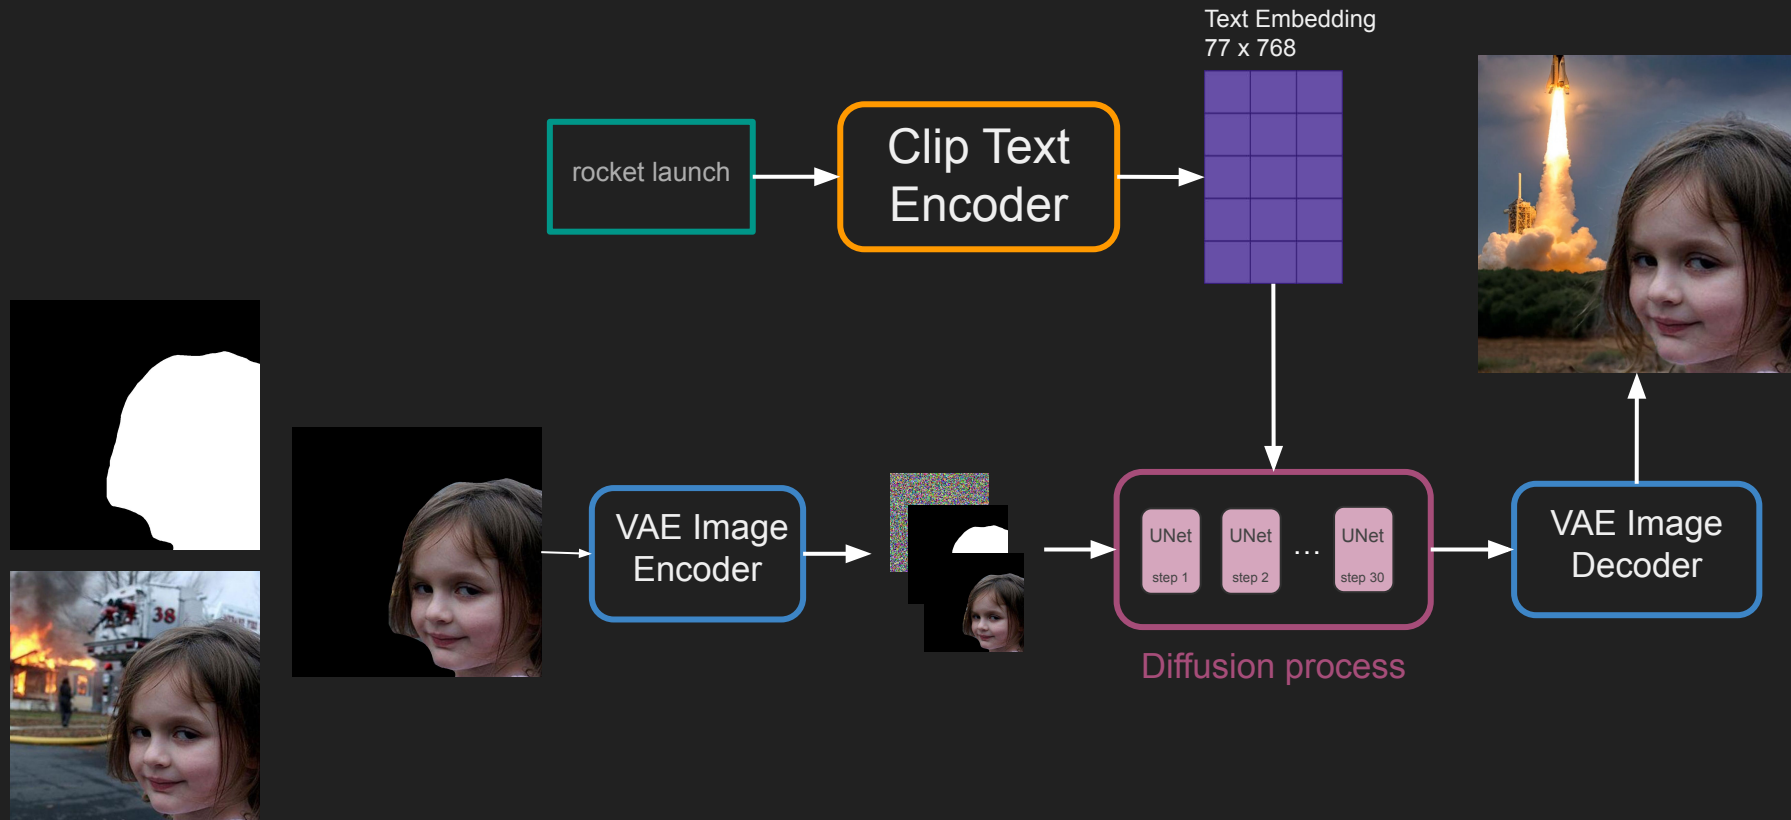 Text Embedding
77 x 768
rocket launch
Clip Text
Encoder
38
VAE Image
Encoder
UNet
step 1
UNet
step 2
...
UNet
step 30
Diffusion process
VAE Image
Decoder